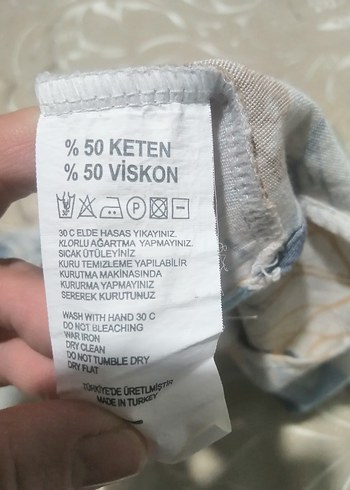 % 50 KETEN
% 50 VİSKON
P
30 C ELDE HASAS YIKAYINIZ.
KLORLU AĞARTMA YAPMAYINIZ.
SICAK ÜTÜLEYİNİZ
KURU TEMİZLEME YAPILABİLİR
KURUTMA MAKİNASINDA
KURURMA YAPMAYINIZ
SEREREK KURUTUNUZ
WASH WITH HAND 30 C
DO NOT BLEACHING
WAR IRON
DRY CLEAN
DO NOT TUMBLE DRY
DRY FLAT
TÜRKİYE'DE ÜRETİLMİŞTİR
MADE IN TURKEY